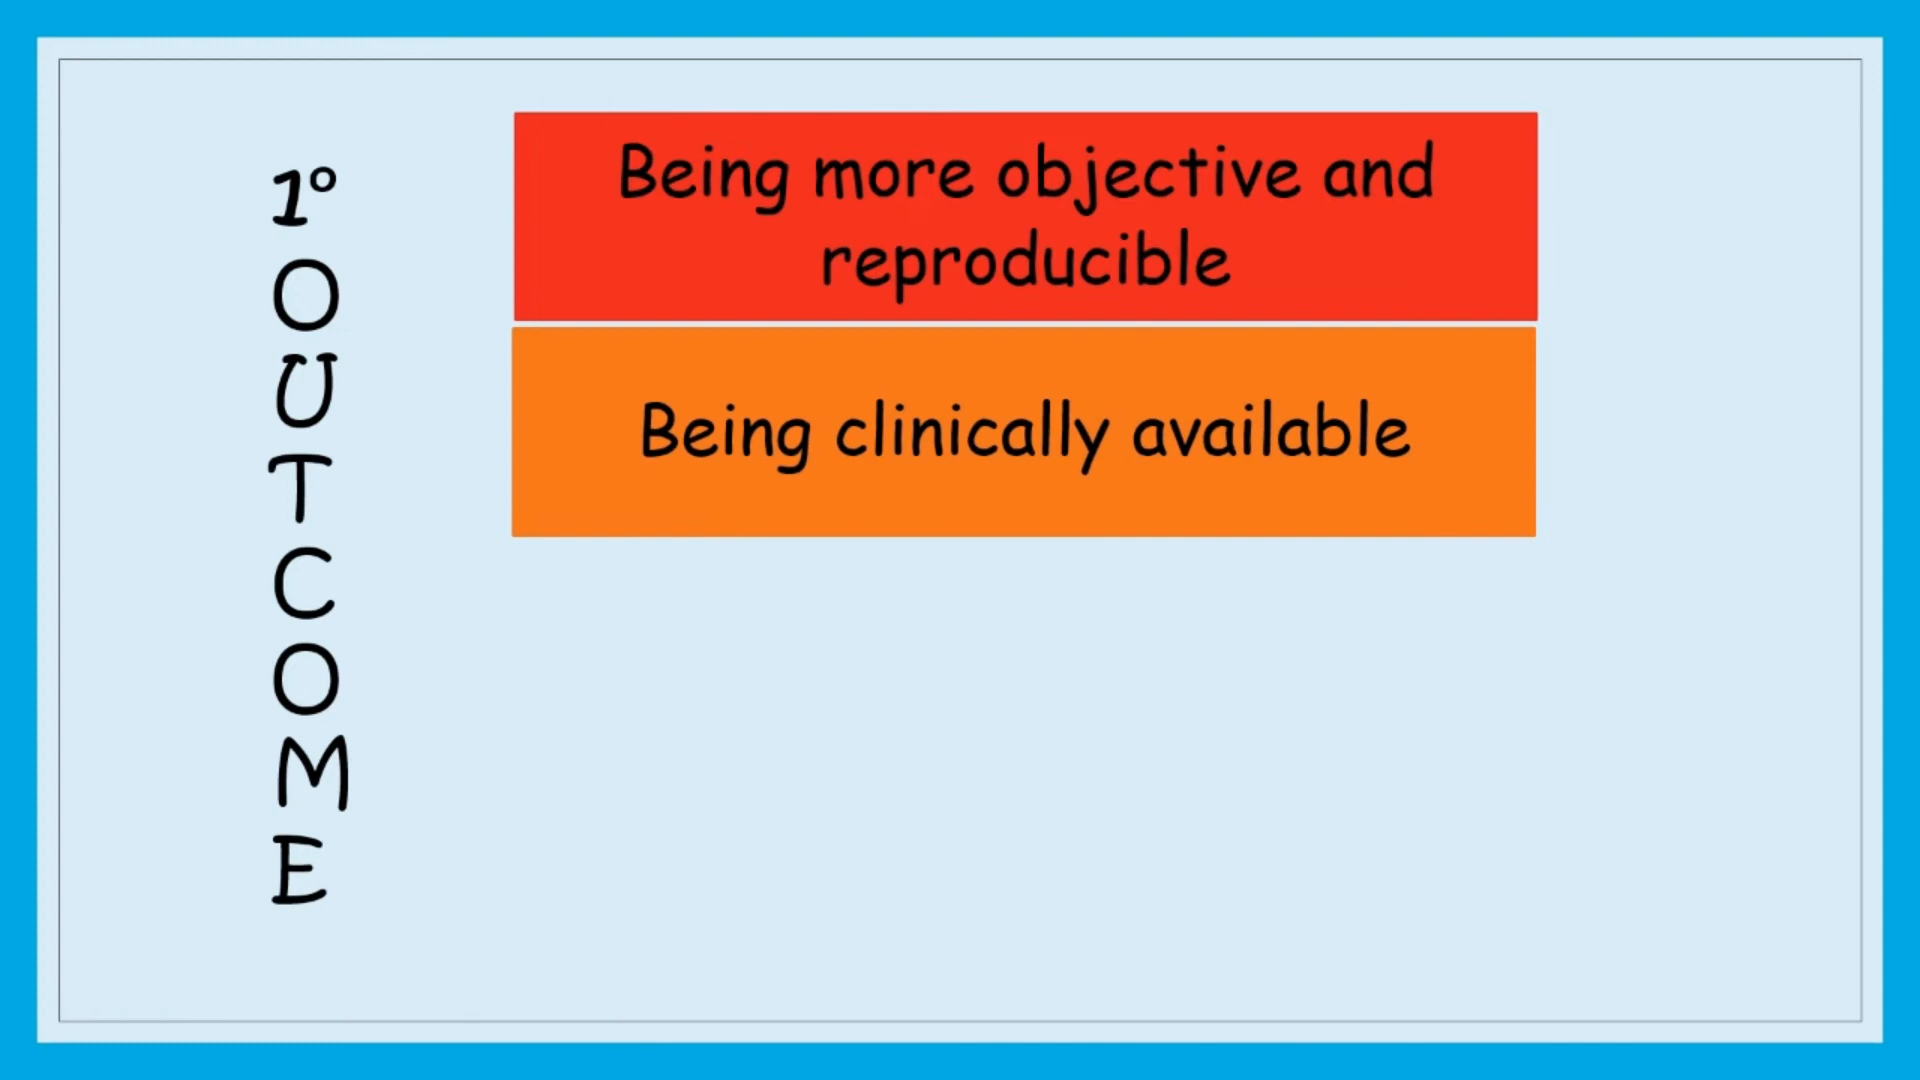 1°
O
U
T
C
O
M
E
Being more objective and
reproducible
Being clinically available